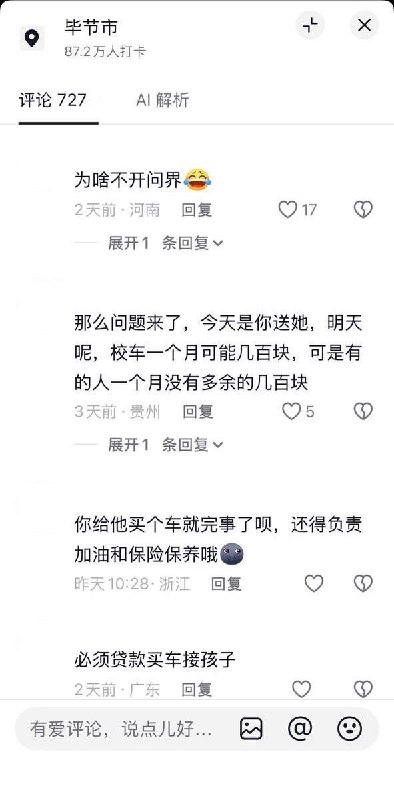 毕节市
87.2万人打卡
评论 727
AI 解析
为啥不开问界😂
2天前 · 河南 回复 17
展开1 条回复
那么问题来了，今天是你送她，明天
呢，校车一个月可能几百块，可是有
的人一个月没有多余的几百块
3天前 · 贵州 回复 5
展开1 条回复
你给他买个车就完事了呗，还得负责
加油和保险保养哦🌚
昨天10:28 · 浙江 回复
必须贷款买车接孩子
2天前 · 广东 回复
有爱评论，说点儿好... @